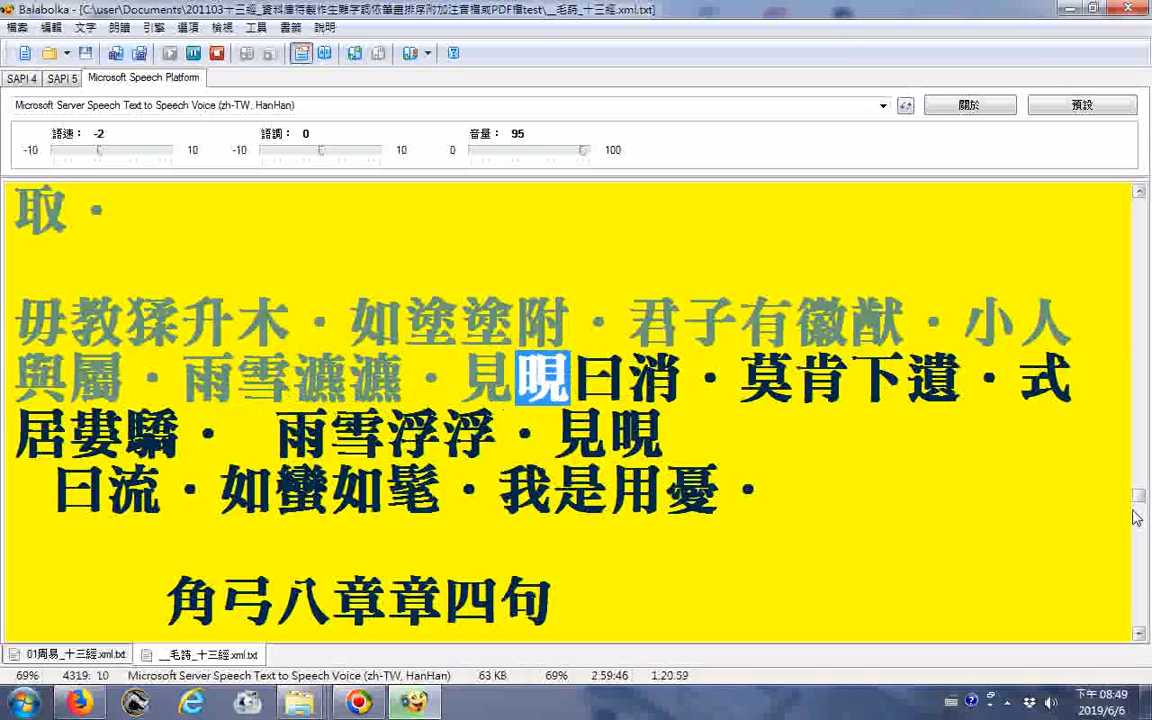 Balabolka - [C:\user\Documents\201103十三經_資料庫待製作生難字詞依筆畫排序附加注音檔或PDF檔test\__毛詩_十三經.xml.txt]
檔案 編輯 文字 朗讀 引擎 選項 檢視 工具 書籤 說明
SAPI 4 SAPI 5 Microsoft Speech Platform
Microsoft Server Speech Text to Speech Voice (zh-TW, HanHan) 關於 預設
語速： -2 語調： 0 音量： 95
-10 10 -10 10 0 100
取．
毋教猱升木．如塗塗附．君子有徽猷．小人
與屬．雨雪瀌瀌．見晛曰消．莫肯下遺．式
居婁驕． 雨雪浮浮．見晛
曰流．如蠻如髦．我是用憂．
角弓八章章四句
01周易_十三經.xml.txt __毛詩_十三經.xml.txt
69% 4319: 10 Microsoft Server Speech Text to Speech Voice (zh-TW, HanHan) 63 KB 69% 2:59:46 1:20.59
下午 08:49
2019/6/6